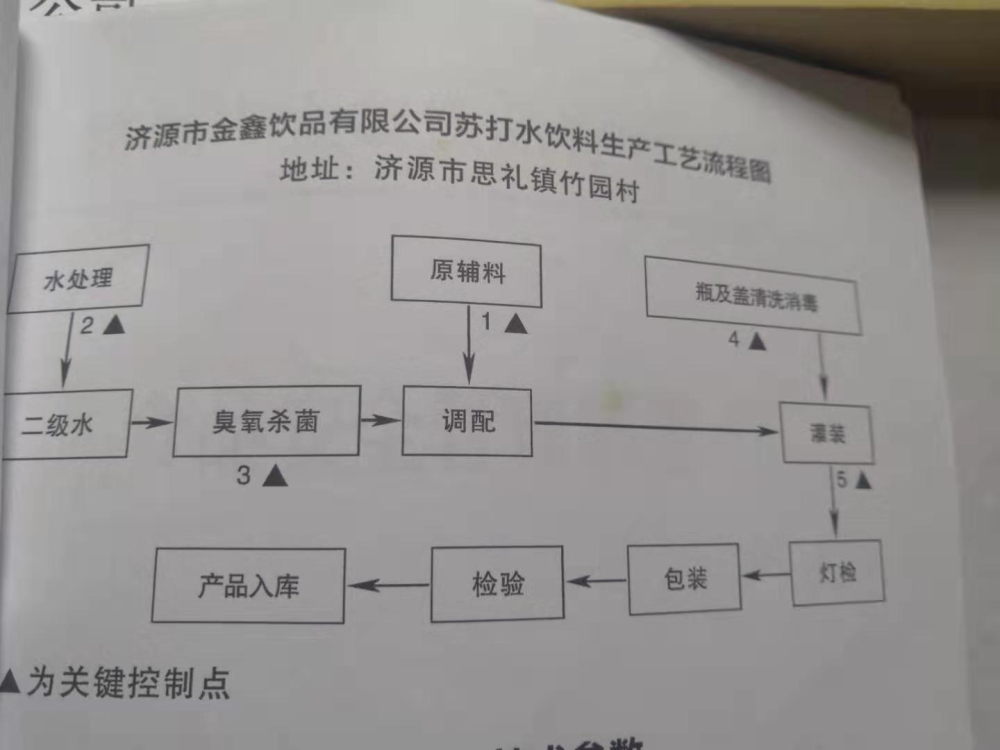 公司
济源市金鑫饮品有限公司苏打水饮料生产工艺流程图
地址：济源市思礼镇竹园村
水处理
原辅料
瓶及盖清洗消毒
2▲
1▲
4▲
二级水
臭氧杀菌
调配
灌装
3▲
5▲
产品入库
检验
包装
灯检
▲为关键控制点
参数